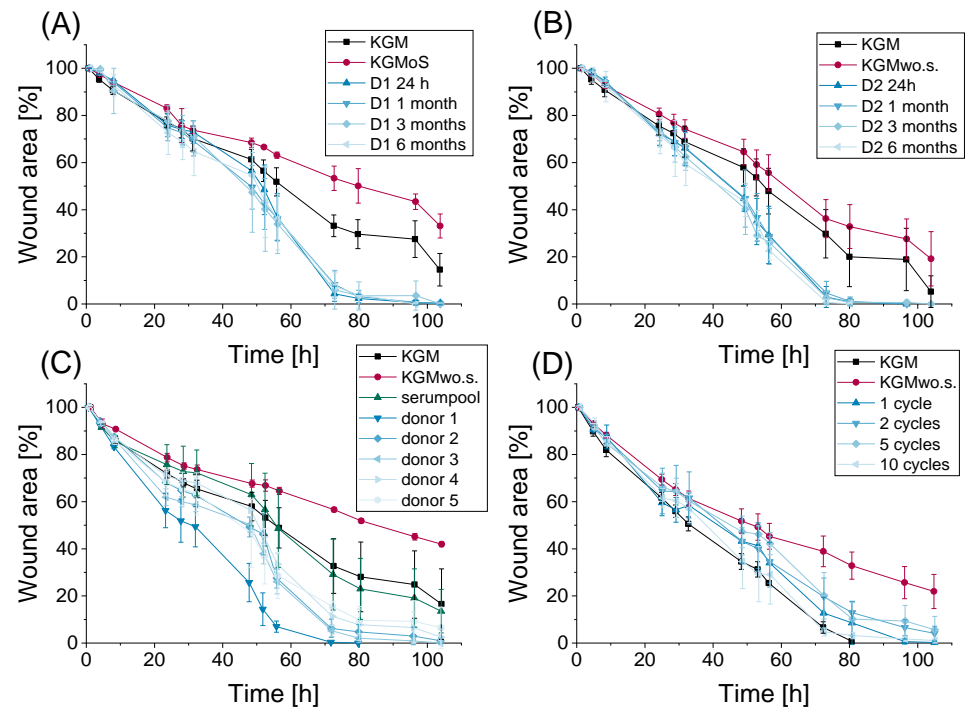 (A)
KGM
KGMoS
D1 24 h
D1 1 month
D1 3 months
D1 6 months
Wound area [%]
100
80
60
40
20
0
0 20 40 60 80 100
Time [h]
(B)
KGM
KGMwo.s.
D2 24h
D2 1 month
D2 3 months
D2 6 months
Wound area [%]
100
80
60
40
20
0
0 20 40 60 80 100
Time [h]
(C)
KGM
KGMwo.s.
serumpool
donor 1
donor 2
donor 3
donor 4
donor 5
Wound area [%]
100
80
60
40
20
0
0 20 40 60 80 100
Time [h]
(D)
KGM
KGMwo.s.
1 cycle
2 cycles
5 cycles
10 cycles
Wound area [%]
100
80
60
40
20
0
0 20 40 60 80 100
Time [h]